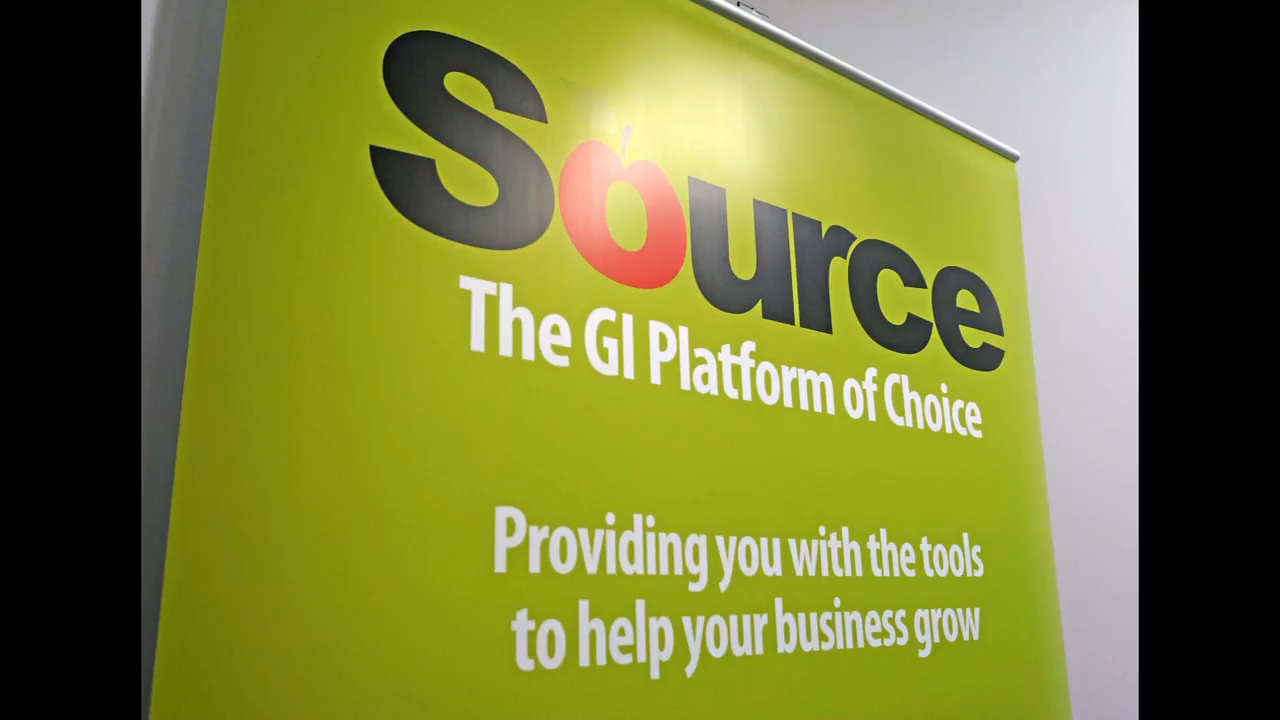 Source
The GI Platform of Choice
Providing you with the tools
to help your business grow